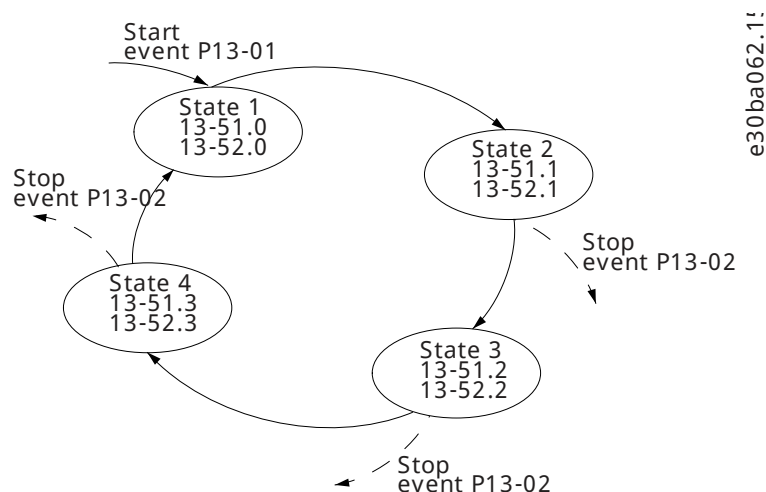 Start
event P13-01
State 1
13-51.0
13-52.0
State 2
13-51.1
13-52.1
Stop
event P13-02
Stop
event P13-02
State 4
13-51.3
13-52.3
State 3
13-51.2
13-52.2
Stop
event P13-02